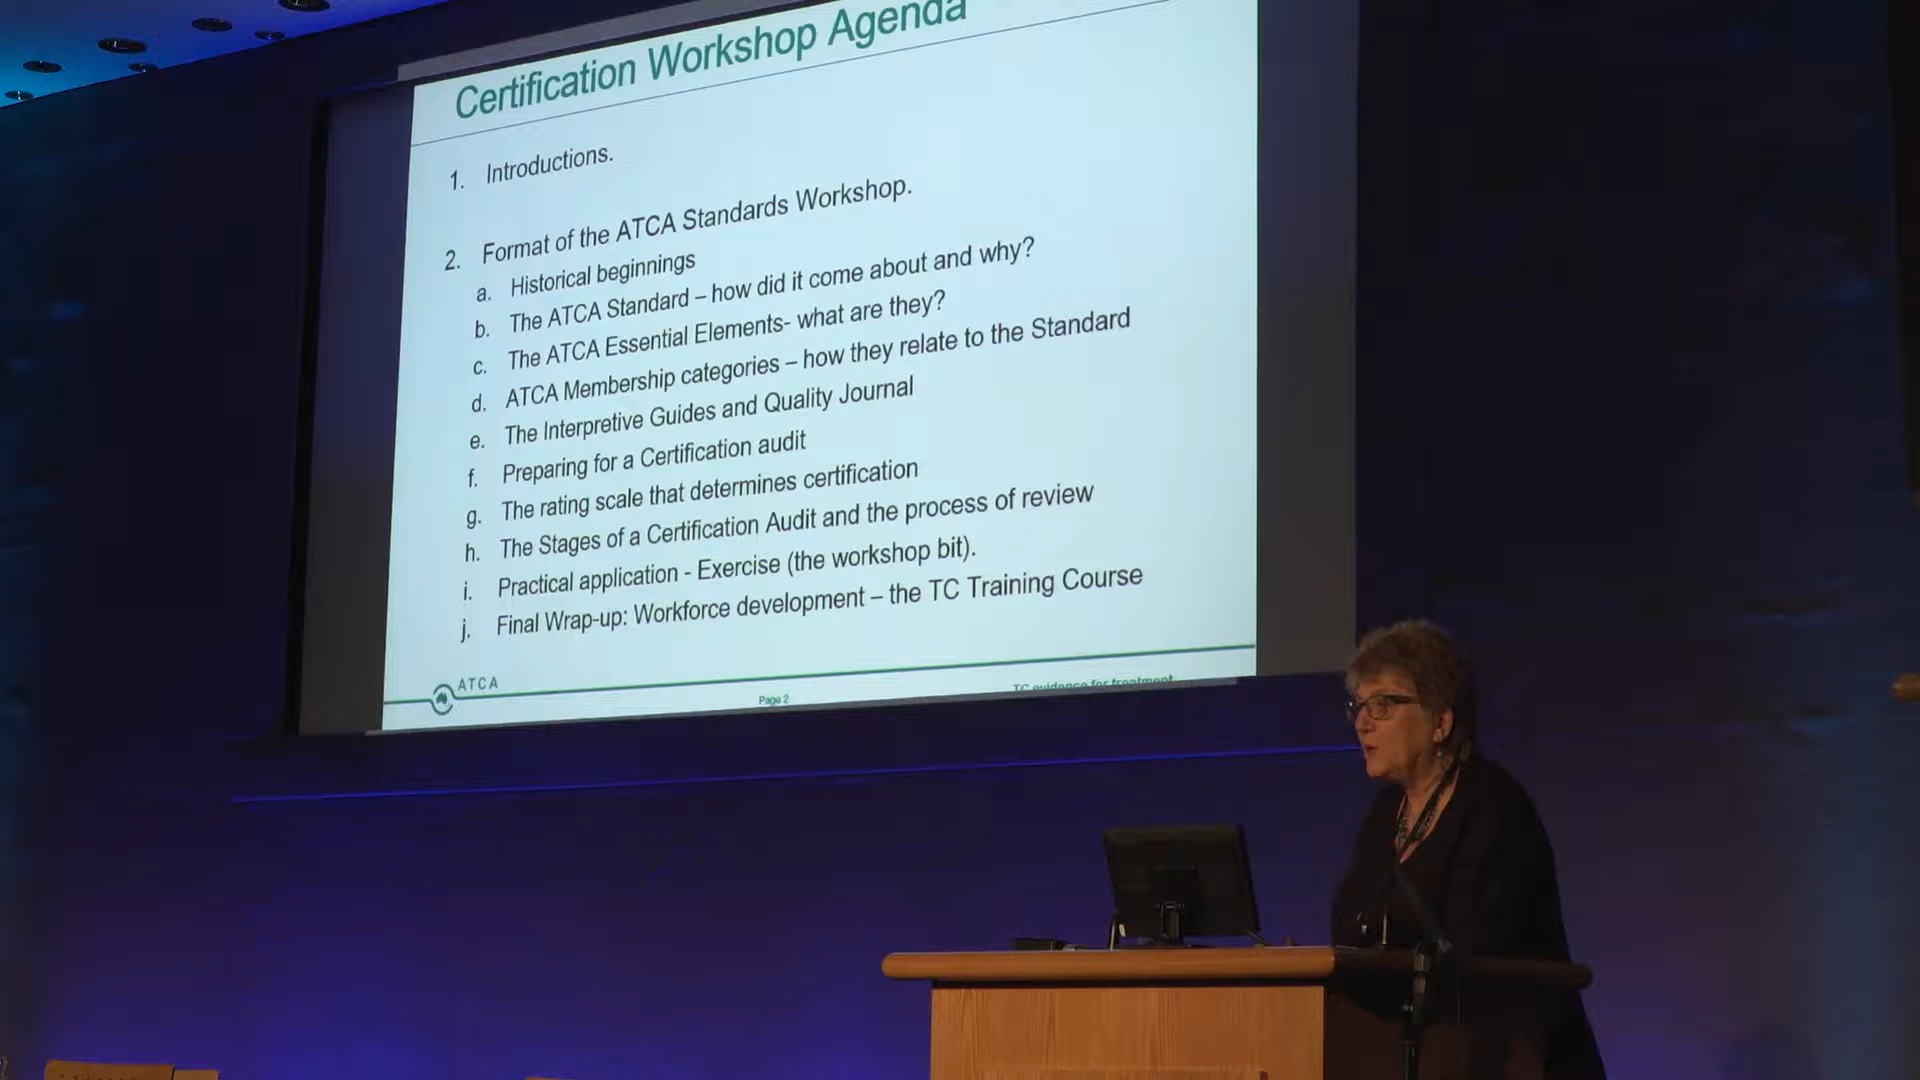 Certification Workshop Agenda
1. Introductions.
2. Format of the ATCA Standards Workshop.
a. Historical beginnings
b. The ATCA Standard – how did it come about and why?
c. The ATCA Essential Elements- what are they?
d. ATCA Membership categories – how they relate to the Standard
e. The Interpretive Guides and Quality Journal
f. Preparing for a Certification audit
g. The rating scale that determines certification
h. The Stages of a Certification Audit and the process of review
i. Practical application - Exercise (the workshop bit).
j. Final Wrap-up: Workforce development – the TC Training Course
ATCA
Page 2
TC evidence for treatment